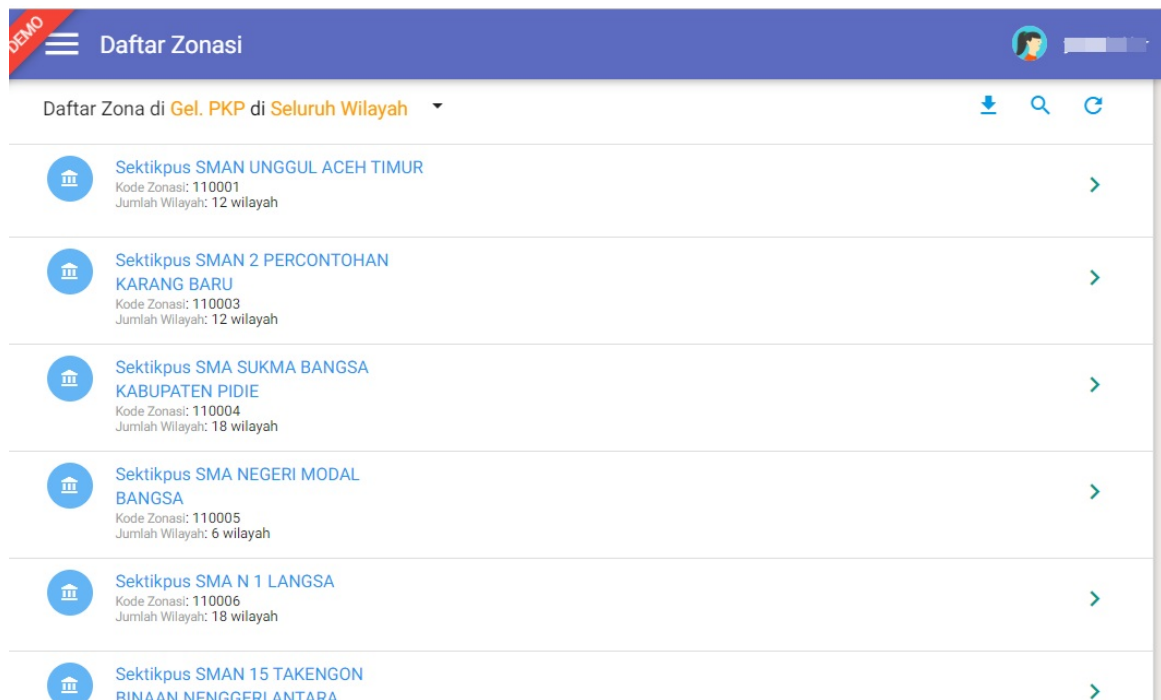 DEMO
Daftar Zonasi
Daftar Zona di Gel. PKP di Seluruh Wilayah
Sektikpus SMAN UNGGUL ACEH TIMUR
Kode Zonasi: 110001
Jumlah Wilayah: 12 wilayah
Sektikpus SMAN 2 PERCONTOHAN
KARANG BARU
Kode Zonasi: 110003
Jumlah Wilayah: 12 wilayah
Sektikpus SMA SUKMA BANGSA
KABUPATEN PIDIE
Kode Zonasi: 110004
Jumlah Wilayah: 18 wilayah
Sektikpus SMA NEGERI MODAL
BANGSA
Kode Zonasi: 110005
Jumlah Wilayah: 6 wilayah
Sektikpus SMA N 1 LANGSA
Kode Zonasi: 110006
Jumlah Wilayah: 18 wilayah
Sektikpus SMAN 15 TAKENGON
BINAAN NENGGERI ANTARA